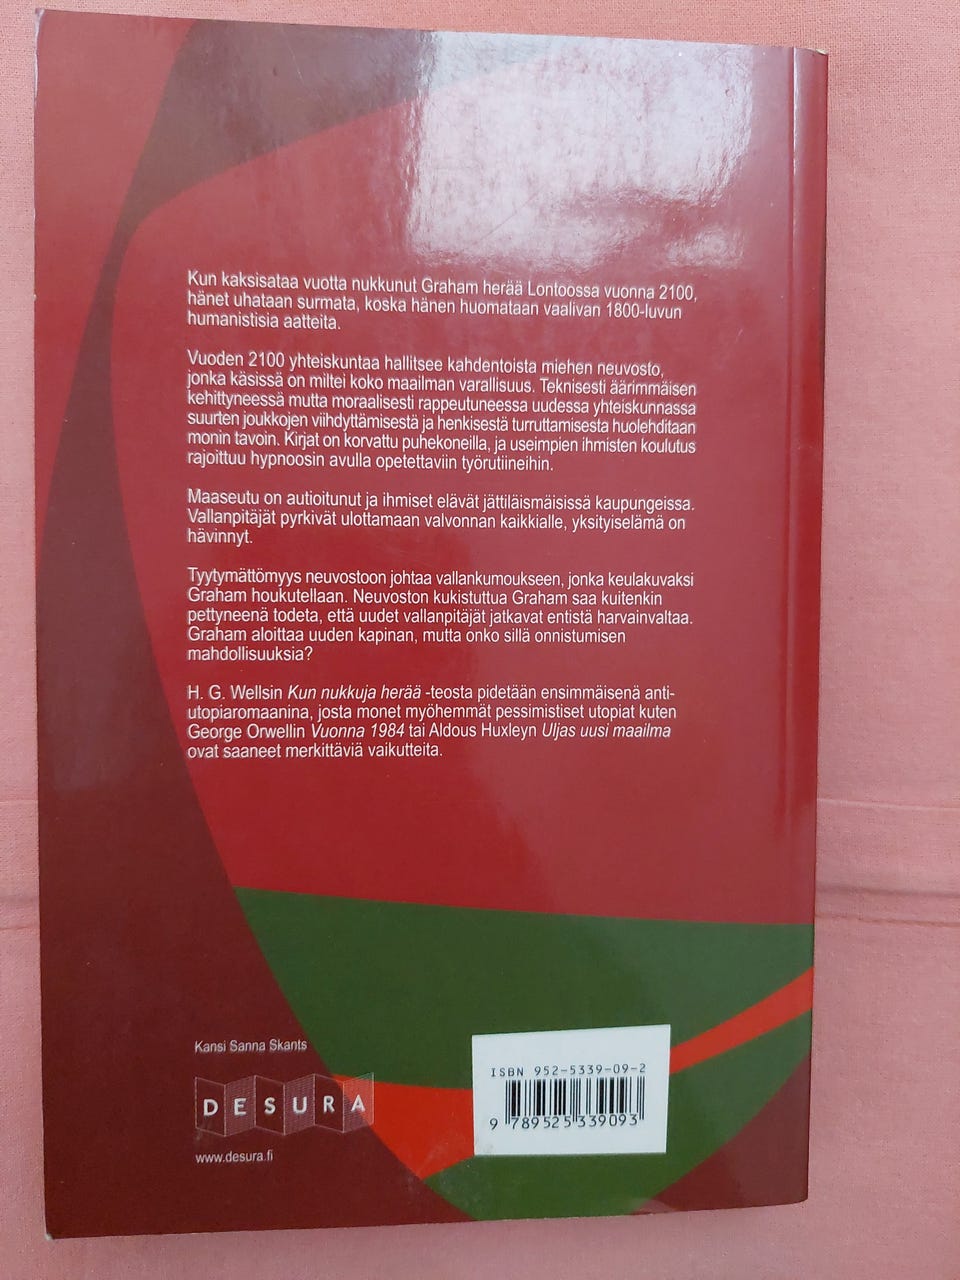 Kun kaksisataa vuotta nukkunut Graham herää Lontoossa vuonna 2100,
hänet uhataan surmata, koska hänen huomataan vaalivan 1800-luvun
humanistisia aatteita.
Vuoden 2100 yhteiskuntaa hallitsee kahdentoista miehen neuvosto,
jonka käsissä on miltei koko maailman varallisuus. Teknisesti äärimmäisen
kehittyneessä mutta moraalisesti rappeutuneessa uudessa yhteiskunnassa
suurten joukkojen viihdyttämisestä ja henkisestä turruttamisesta huolehditaan
monin tavoin. Kirjat on korvattu puhekoneilla, ja useimpien ihmisten koulutus
rajoittuu hypnoosin avulla opetettaviin työrutiineihin.
Maaseutu on autioitunut ja ihmiset elävät jättiläismäisissä kaupungeissa.
Vallanpitäjät pyrkivät ulottamaan valvonnan kaikkialle, yksityiselämä on
hävinnyt.
Tyytymättömyys neuvostoon johtaa vallankumoukseen, jonka keulakuvaksi
Graham houkutellaan. Neuvoston kukistuttua Graham saa kuitenkin
pettyneenä todeta, että uudet vallanpitäjät jatkavat entistä harvainvaltaa.
Graham aloittaa uuden kapinan, mutta onko sillä onnistumisen
mahdollisuuksia?
H. G. Wellsin Kun nukkuja herää -teosta pidetään ensimmäisenä anti-
utopiaromaanina, josta monet myöhemmät pessimistiset utopiat kuten
George Orwellin Vuonna 1984 tai Aldous Huxleyn Uljas uusi maailma
ovat saaneet merkittäviä vaikutteita.
Kansi Sanna Skants
DESURA
www.desura.fi
ISBN 952-5339-09-2
9 789525 339093